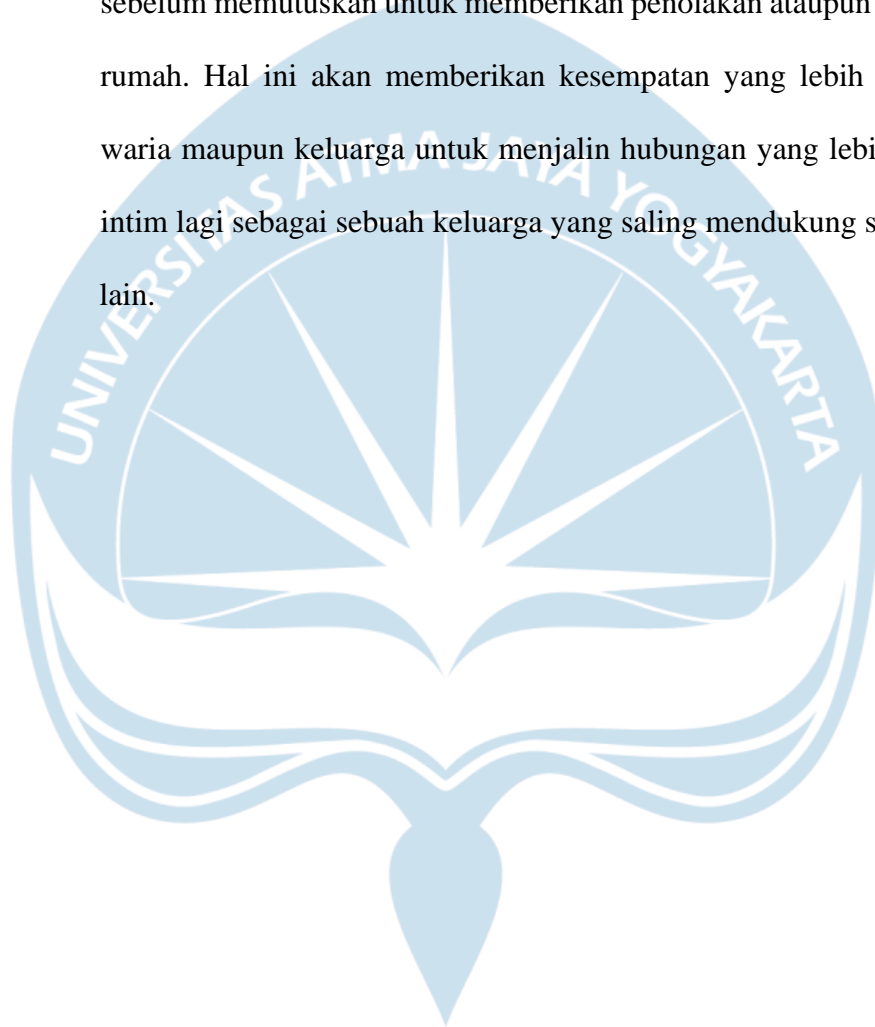 sebelum memutuskan untuk memberikan penolakan ataupun
rumah. Hal ini akan memberikan kesempatan yang lebih
waria maupun keluarga untuk menjalin hubungan yang lebi
intim lagi sebagai sebuah keluarga yang saling mendukung s
lain.
UNIVERSITAS ATMA JAYA YOGYAKARTA